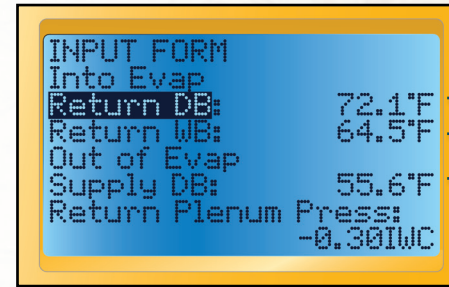 INPUT FORM
Into Evap
Return DB: 72.1°F
Return WB: 64.5°F
Out of Evap
Supply DB: 55.6°F
Return Plenum Press:
-0.30IWC